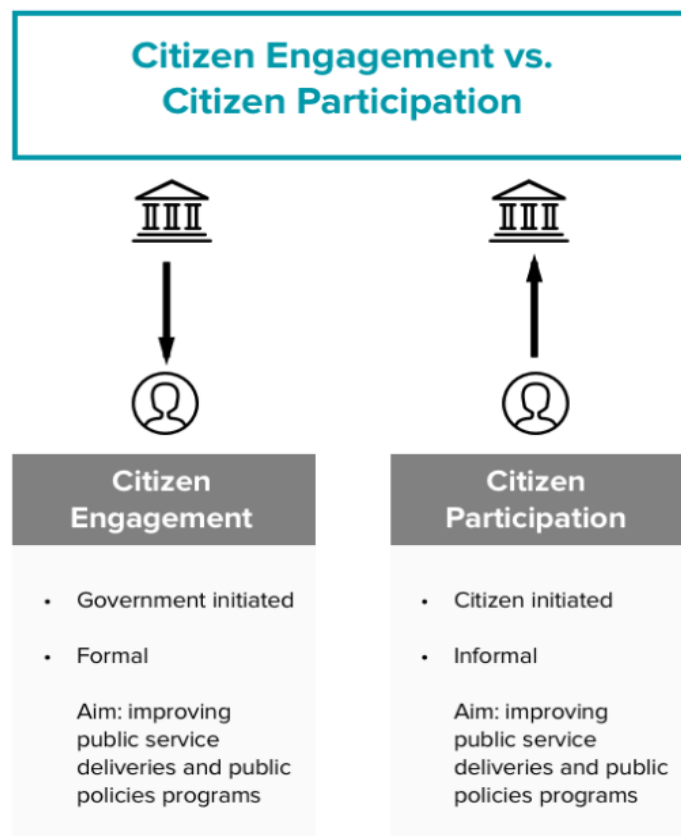 Citizen Engagement vs.
Citizen Participation
Citizen
Engagement
• Government initiated
• Formal
Aim: improving
public service
deliveries and public
policies programs
Citizen
Participation
• Citizen initiated
• Informal
Aim: improving
public service
deliveries and public
policies programs